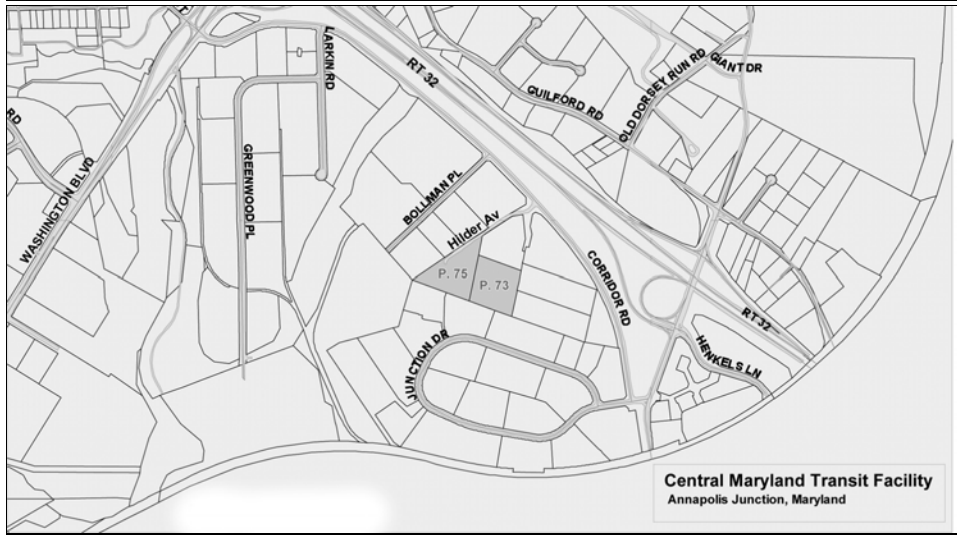 LARKIN RD
RT 32
GUILFORD RD
OLD DORSEY RUN RD
GIANT DR
RD
WASHINGTON BLVD
GREENWOOD PL
BOLLMAN PL
Hilder Av
P. 75
P. 73
CORRIDOR RD
RT 32
JUNCTION DR
HENKELS LN
Central Maryland Transit Facility
Annapolis Junction, Maryland